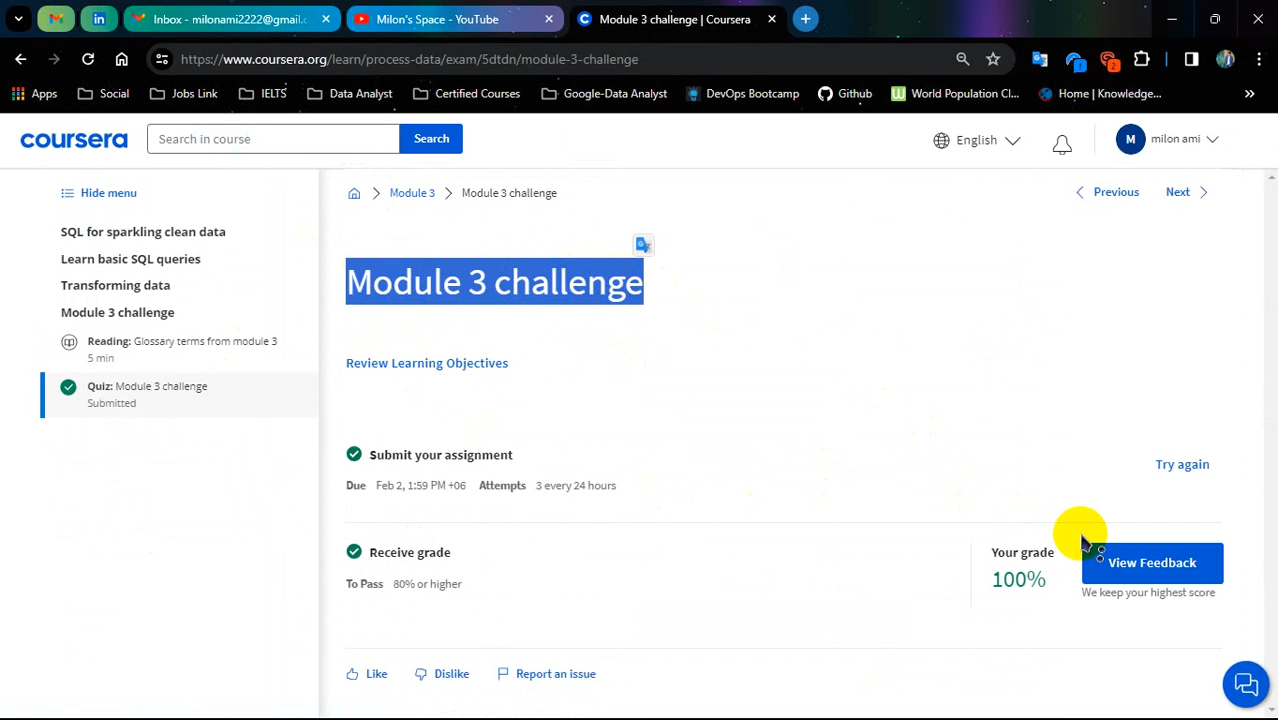 Inbox - milonami2222@gmail.c
Milon's Space - YouTube
Module 3 challenge | Coursera
https://www.coursera.org/learn/process-data/exam/5dtdn/module-3-challenge
1
2
Apps
Social
Jobs Link
IELTS
Data Analyst
Certified Courses
Google-Data Analyst
DevOps Bootcamp
Github
World Population Cl...
Home | Knowledge...
coursera
Search in course
Search
English
M
milon ami
Hide menu
Module 3
Module 3 challenge
Previous
Next
SQL for sparkling clean data
Learn basic SQL queries
Transforming data
Module 3 challenge
Reading: Glossary terms from module 3
5 min
Quiz: Module 3 challenge
Submitted
Module 3 challenge
Review Learning Objectives
Submit your assignment
Due Feb 2, 1:59 PM +06 Attempts 3 every 24 hours
Try again
Receive grade
To Pass 80% or higher
Your grade
100%
View Feedback
We keep your highest score
Like
Dislike
Report an issue